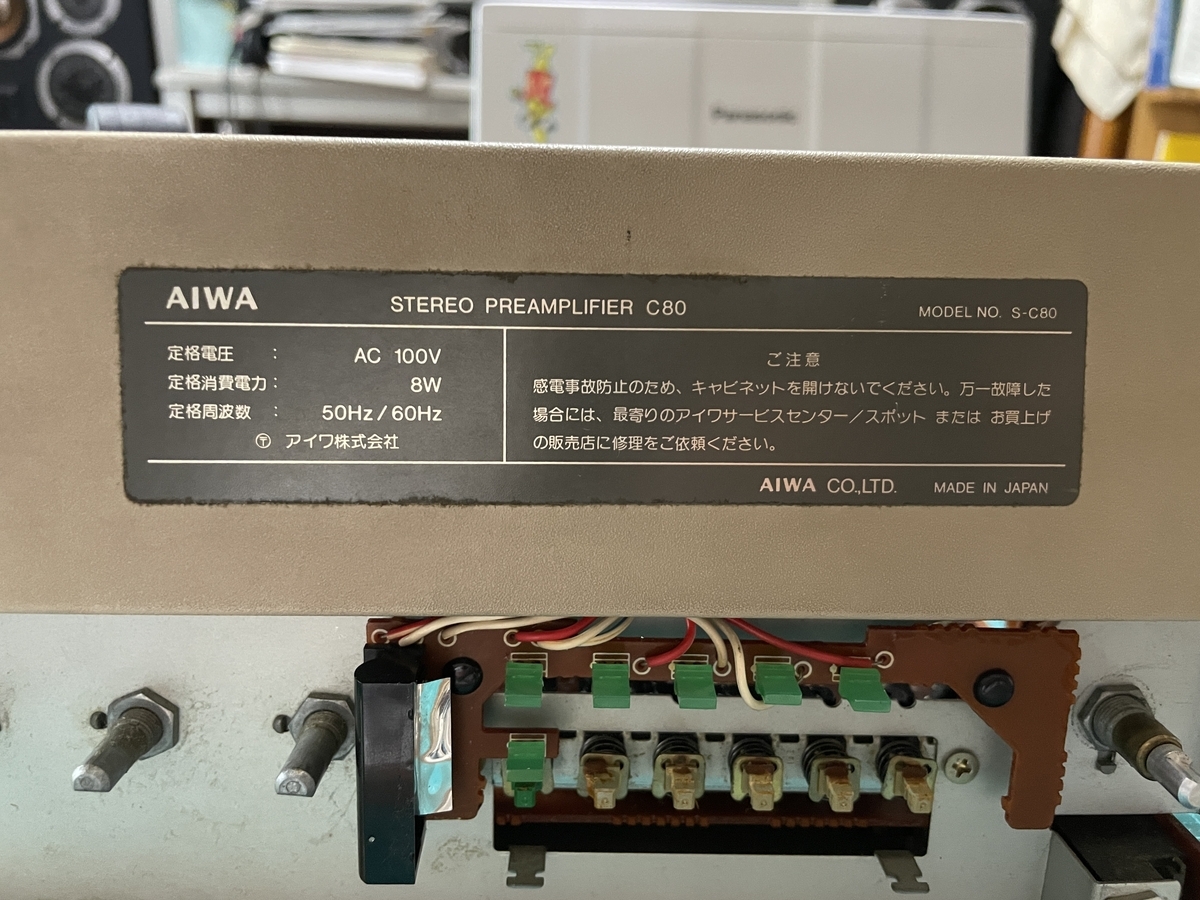 Panasonic
AIWA
STEREO PREAMPLIFIER C80
MODEL NO. S-C80
定格電圧 : AC 100V
定格消費電力 : 8W
定格周波数 : 50Hz/60Hz
〶 アイワ株式会社
ご注意
感電事故防止のため、キャビネットを開けないでください。万一故障した
場合には、最寄りのアイワサービスセンター/スポット または お買上げ
の販売店に修理をご依頼ください。
AIWA CO.,LTD.
MADE IN JAPAN